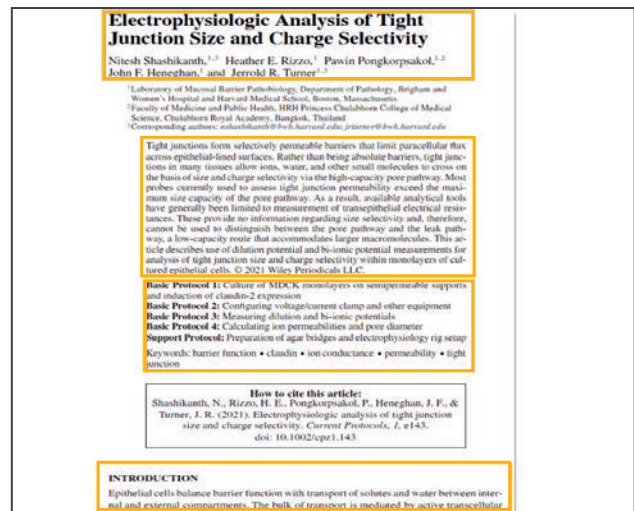 Electrophysiologic Analysis of Tight
Junction Size and Charge Selectivity
Nitesh Shashikanth,1,3 Heather E. Rizzo,1 Pawin Pongkorpsakol,1,2
John F. Heneghan,1 and Jerrold R. Turner1,3
1Laboratory of Mucosal Barrier Pathobiology, Department of Pathology, Brigham and
Women's Hospital and Harvard Medical School, Boston, Massachusetts
2Faculty of Medicine and Public Health, HRH Princess Chulabhorn College of Medical
Science, Chulabhorn Royal Academy, Bangkok, Thailand
3Corresponding authors: nshashikanth@bwh.harvard.edu; jrturner@bwh.harvard.edu
Tight junctions form selectively permeable barriers that limit paracellular flux
across epithelial-lined surfaces. Rather than being absolute barriers, tight junc-
tions in many tissues allow ions, water, and other small molecules to cross on
the basis of size and charge selectivity via the high-capacity pore pathway. Most
probes currently used to assess tight junction permeability exceed the maxi-
mum size capacity of the pore pathway. As a result, available analytical tools
have generally been limited to measurement of transepithelial electrical resis-
tances. These provide no information regarding size selectivity and, therefore,
cannot be used to distinguish between the pore pathway and the leak path-
way, a low-capacity route that accommodates larger macromolecules. This ar-
ticle describes use of dilution potential and bi-ionic potential measurements for
analysis of tight junction size and charge selectivity within monolayers of cul-
tured epithelial cells. © 2021 Wiley Periodicals LLC.
Basic Protocol 1: Culture of MDCK monolayers on semipermeable supports
and induction of claudin-2 expression
Basic Protocol 2: Configuring voltage/current clamp and other equipment
Basic Protocol 3: Measuring dilution and bi-ionic potentials
Basic Protocol 4: Calculating ion permeabilities and pore diameter
Support Protocol: Preparation of agar bridges and electrophysiology rig setup
Keywords: barrier function • claudin • ion conductance • permeability • tight
junction
How to cite this article:
Shashikanth, N., Rizzo, H. E., Pongkorpsakol, P., Heneghan, J. F., &
Turner, J. R. (2021). Electrophysiologic analysis of tight junction
size and charge selectivity. Current Protocols, 1, e143.
doi: 10.1002/cpz1.143
INTRODUCTION
Epithelial cells balance barrier function with transport of solutes and water between inter-
nal and external compartments. The bulk of transport is mediated by active transcellular